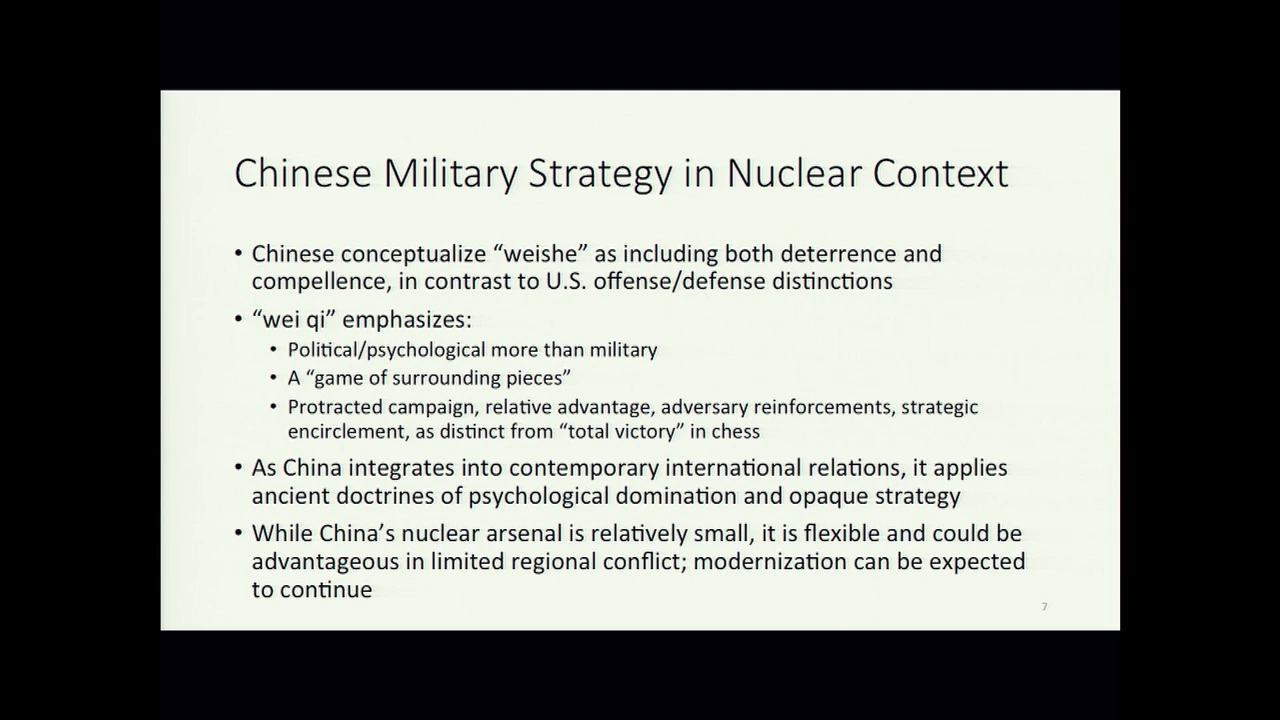 Chinese Military Strategy in Nuclear Context
• Chinese conceptualize “weishe” as including both deterrence and
compellence, in contrast to U.S. offense/defense distinctions
• “wei qi” emphasizes:
• Political/psychological more than military
• A “game of surrounding pieces”
• Protracted campaign, relative advantage, adversary reinforcements, strategic
encirclement, as distinct from “total victory” in chess
• As China integrates into contemporary international relations, it applies
ancient doctrines of psychological domination and opaque strategy
• While China’s nuclear arsenal is relatively small, it is flexible and could be
advantageous in limited regional conflict; modernization can be expected
to continue
7